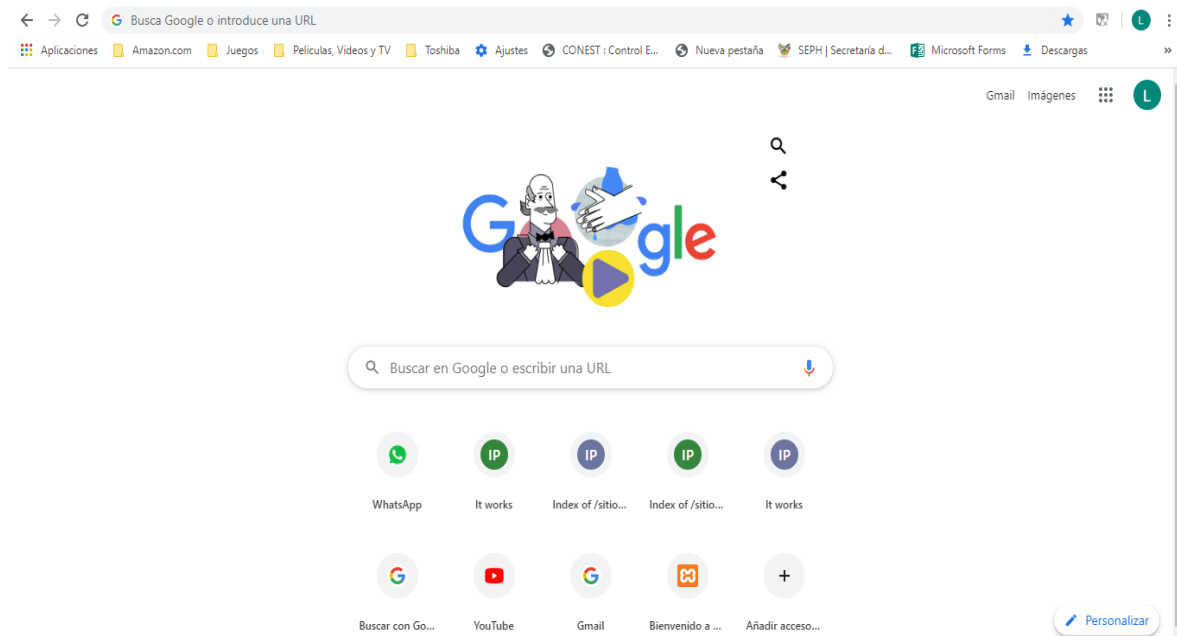 Busca Google o introduce una URL
L
Aplicaciones Amazon.com Juegos Peliculas, Videos y TV Toshiba Ajustes CONEST : Control E... Nueva pestaña SEPH | Secretaría d... Microsoft Forms Descargas »
Gmail Imágenes L
Google
Buscar en Google o escribir una URL
IP IP IP IP
WhatsApp It works Index of /sitio... Index of /sitio... It works
Buscar con Go... YouTube Gmail Bienvenido a ... Añadir acceso...
Personalizar